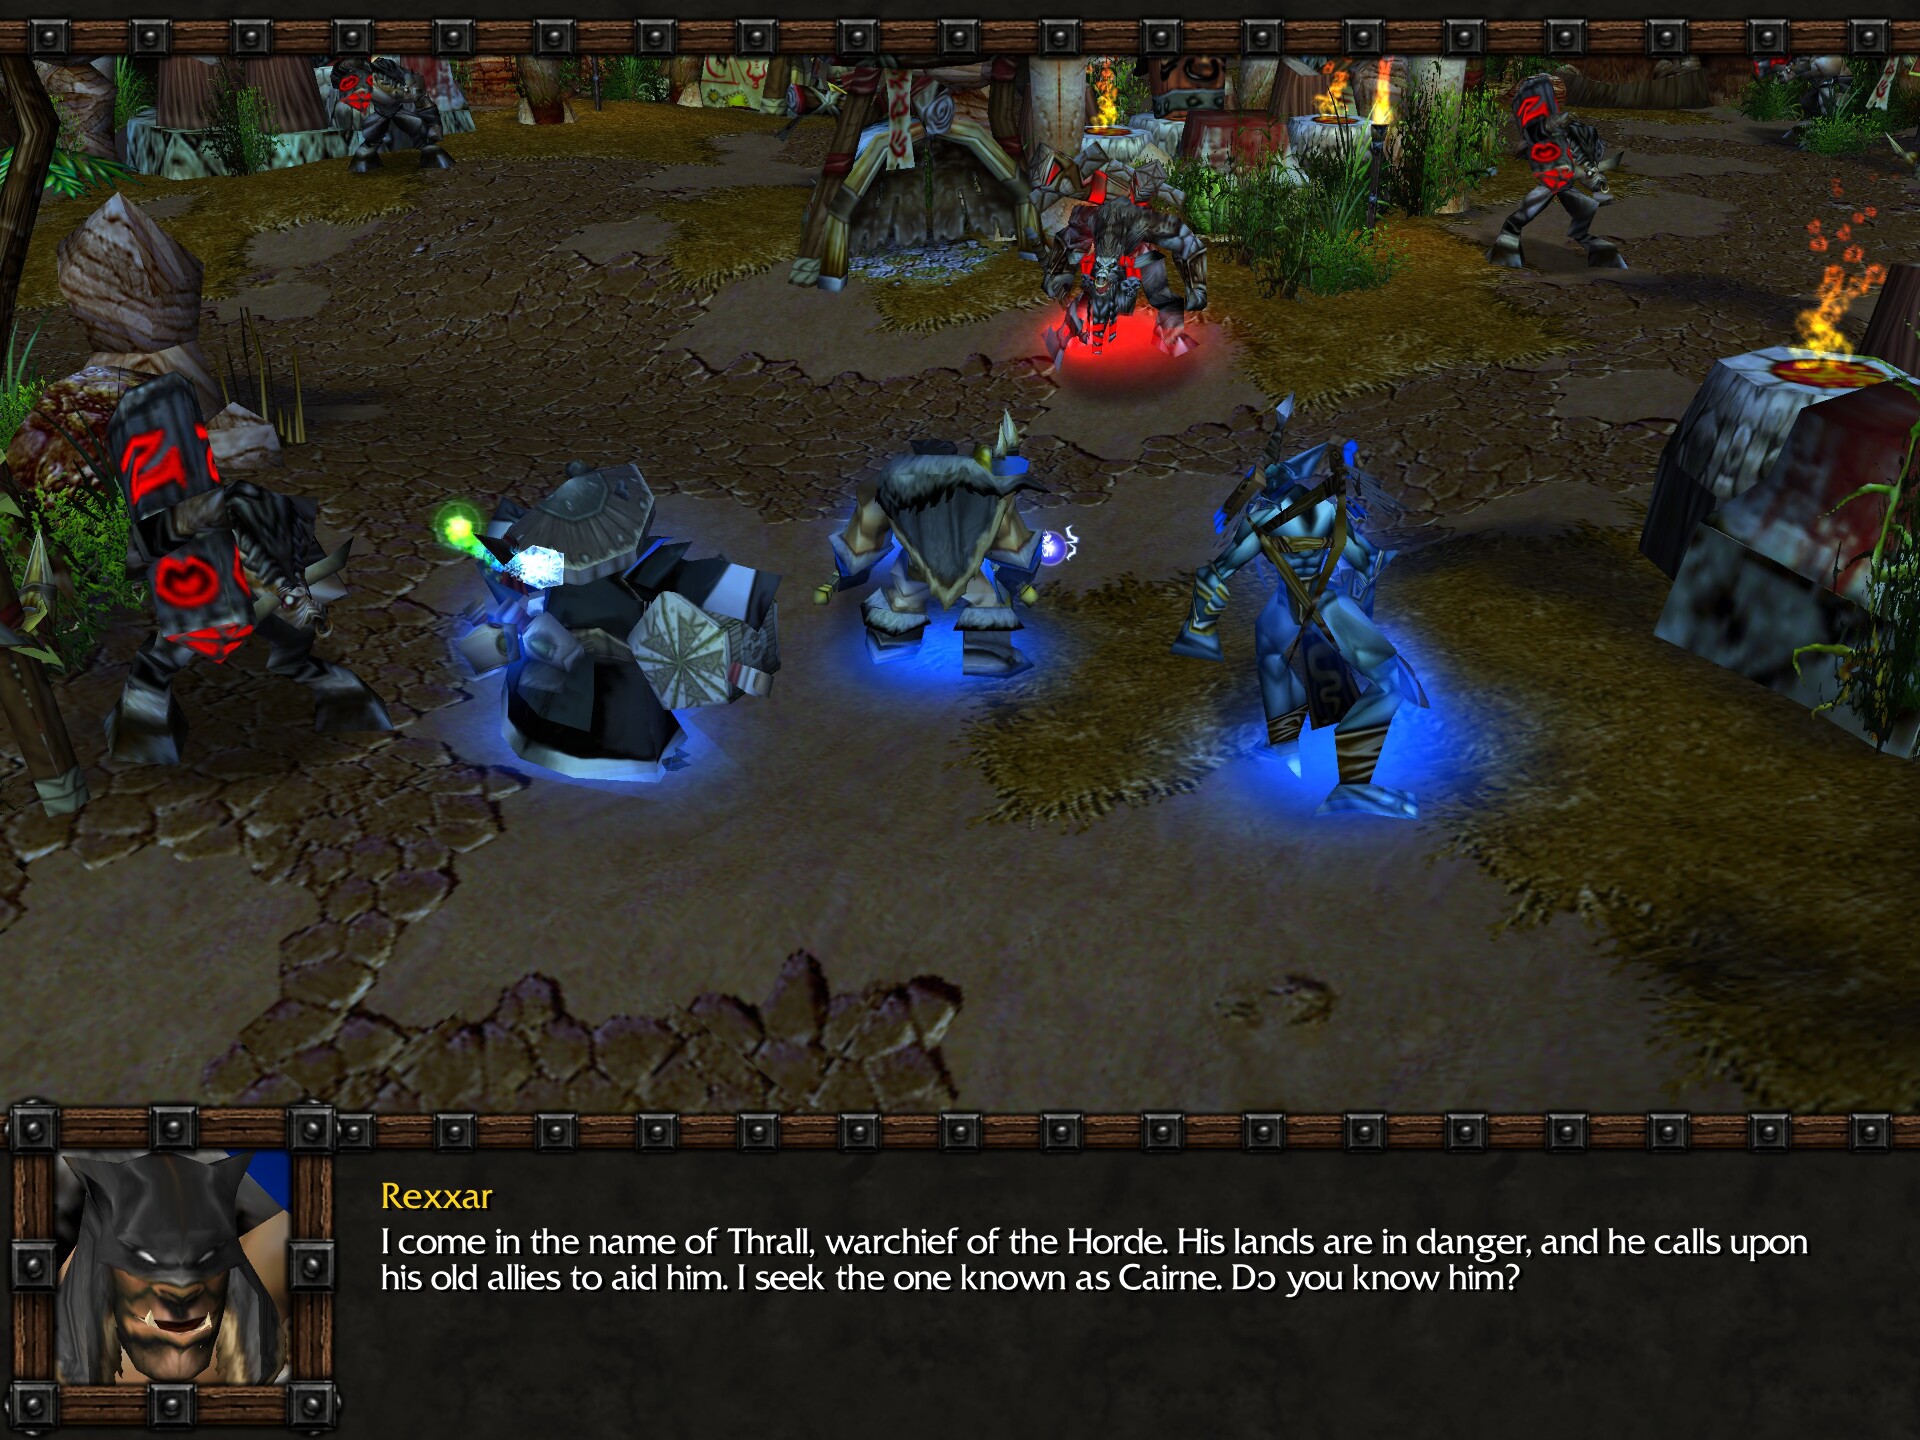 Rexxar
I come in the name of Thrall, warchief of the Horde. His lands are in danger, and he calls upon
his old allies to aid him. I seek the one known as Cairne. Do you know him?